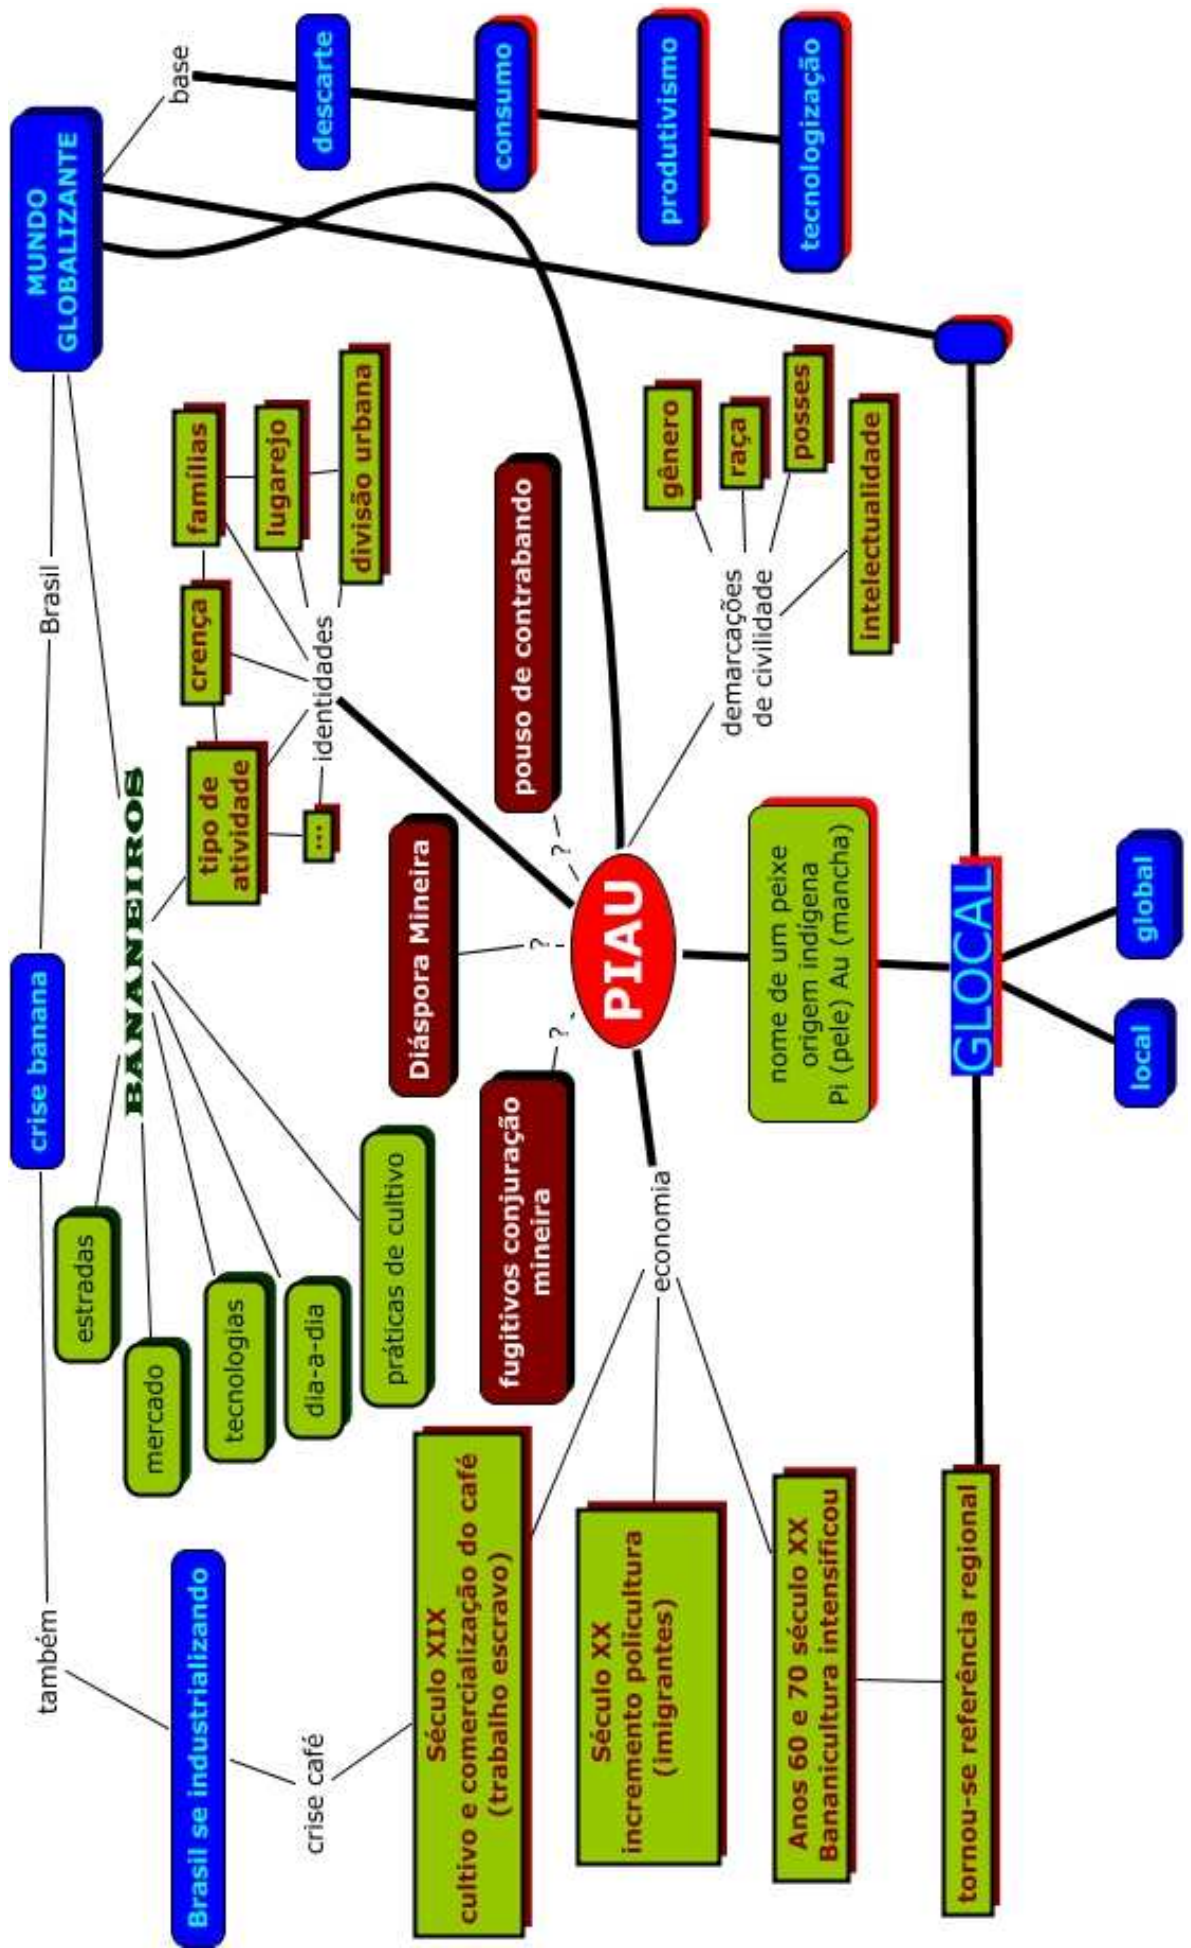 também
Brasil
crise banana
MUNDO
GLOBALIZANTE
base
descarte
consumo
produtivismo
tecnologização
Brasil se industrializando
crise café
estradas
mercado
tecnologias
dia-a-dia
práticas de cultivo
BANANEIROS
tipo de
atividade
...
crença
famílias
lugarejo
divisão urbana
identidades
Diáspora Mineira
fugitivos conjuração
mineira
pouso de contrabando
?
?
?
PIAU
economia
Século XIX
cultivo e comercialização do café
(trabalho escravo)
Século XX
incremento policultura
(imigrantes)
Anos 60 e 70 século XX
Bananicultura intensificou
tornou-se referência regional
demarcações
de civilidade
gênero
raça
posses
intelectualidade
nome de um peixe
origem indígena
Pi (pele) Au (mancha)
GLOCAL
local
global